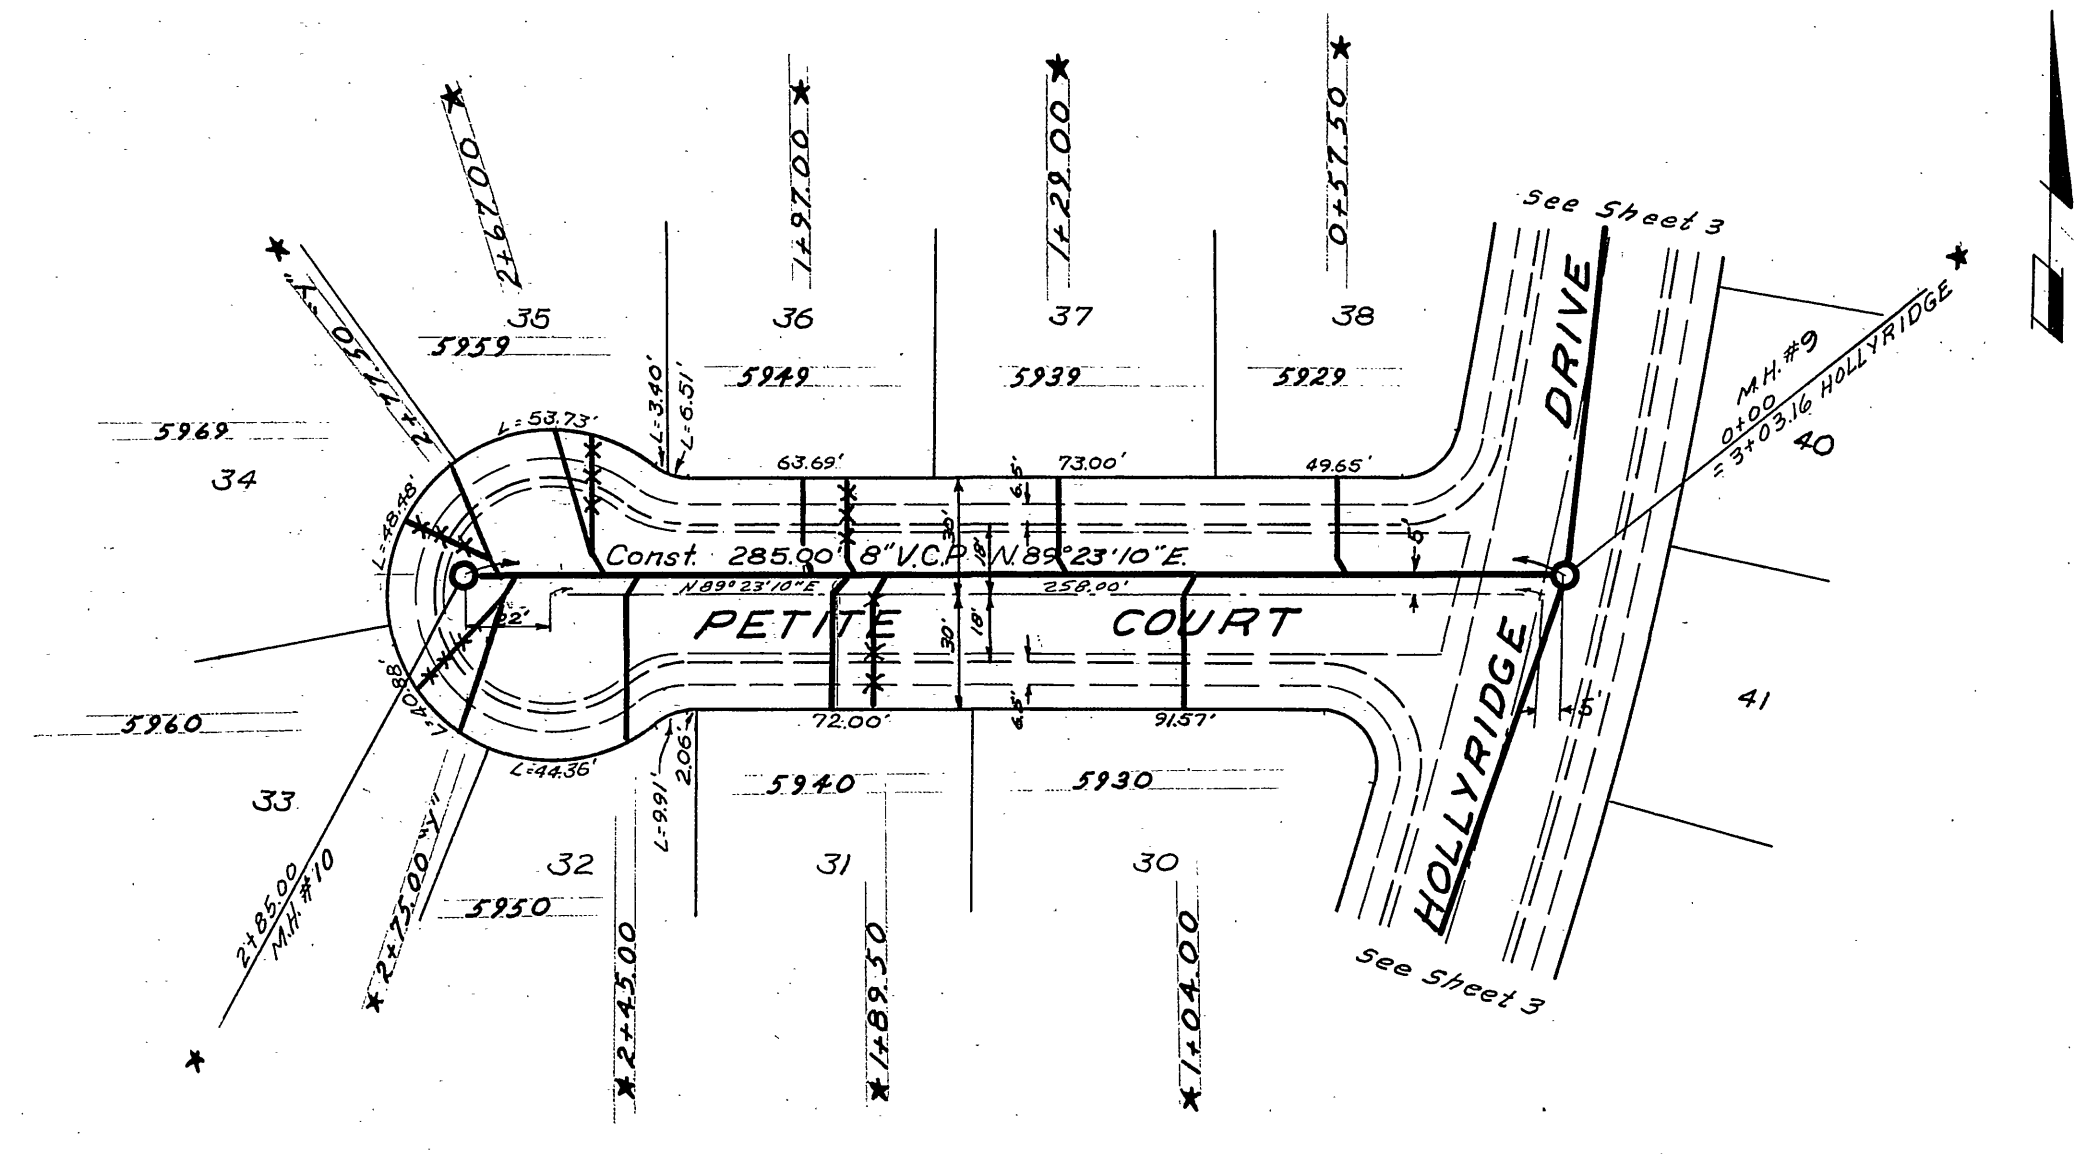 2+67.00
1+97.00
1+29.00
0+57.50
see Sheet 3
2+77.50 "Y"
35
36
37
38
5959
5949
5939
5929
DRIVE
M.H. #9
0+00
= 3+03.16 HOLLYRIDGE
40
L=53.73'
L=3.40'
L=6.51'
5969
34
63.69'
73.00'
49.65'
L=48.48'
6.5'
30'
18'
5'
Const. 285.00' 8" V.C.P. N.89°23'10"E.
N 89° 23' 10" E
258.00'
22'
PETITE COURT
30'
18'
HOLLYRIDGE
L=40.88'
5960
72.00'
6.5'
91.57'
5'
41
L=44.36'
L=9.91'
2.06'
5940
5930
33
32
31
30
5950
2+85.00
M.H. #10
2+75.00 "Y"
2+45.00
1+89.50
1+04.00
see Sheet 3